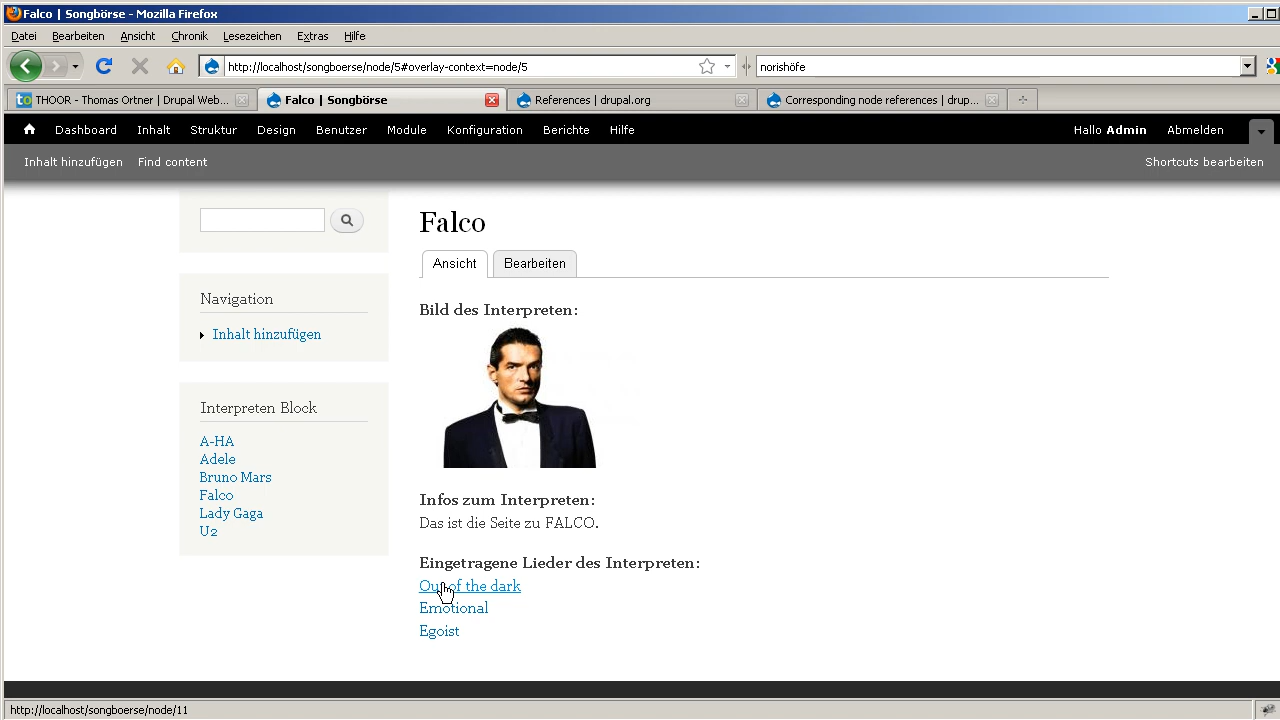 Falco | Songbörse - Mozilla Firefox
Datei Bearbeiten Ansicht Chronik Lesezeichen Extras Hilfe
http://localhost/songboerse/node/5#overlay-context=node/5 norishöfe
THOOR - Thomas Ortner | Drupal Web... Falco | Songbörse References | drupal.org Corresponding node references | drup...
Dashboard Inhalt Struktur Design Benutzer Module Konfiguration Berichte Hilfe Hallo Admin Abmelden
Inhalt hinzufügen Find content Shortcuts bearbeiten
Falco
Ansicht Bearbeiten
Navigation
Inhalt hinzufügen
Interpreten Block
A-HA
Adele
Bruno Mars
Falco
Lady Gaga
U2
Bild des Interpreten:
Infos zum Interpreten:
Das ist die Seite zu FALCO.
Eingetragene Lieder des Interpreten:
Out of the dark
Emotional
Egoist
http://localhost/songboerse/node/11